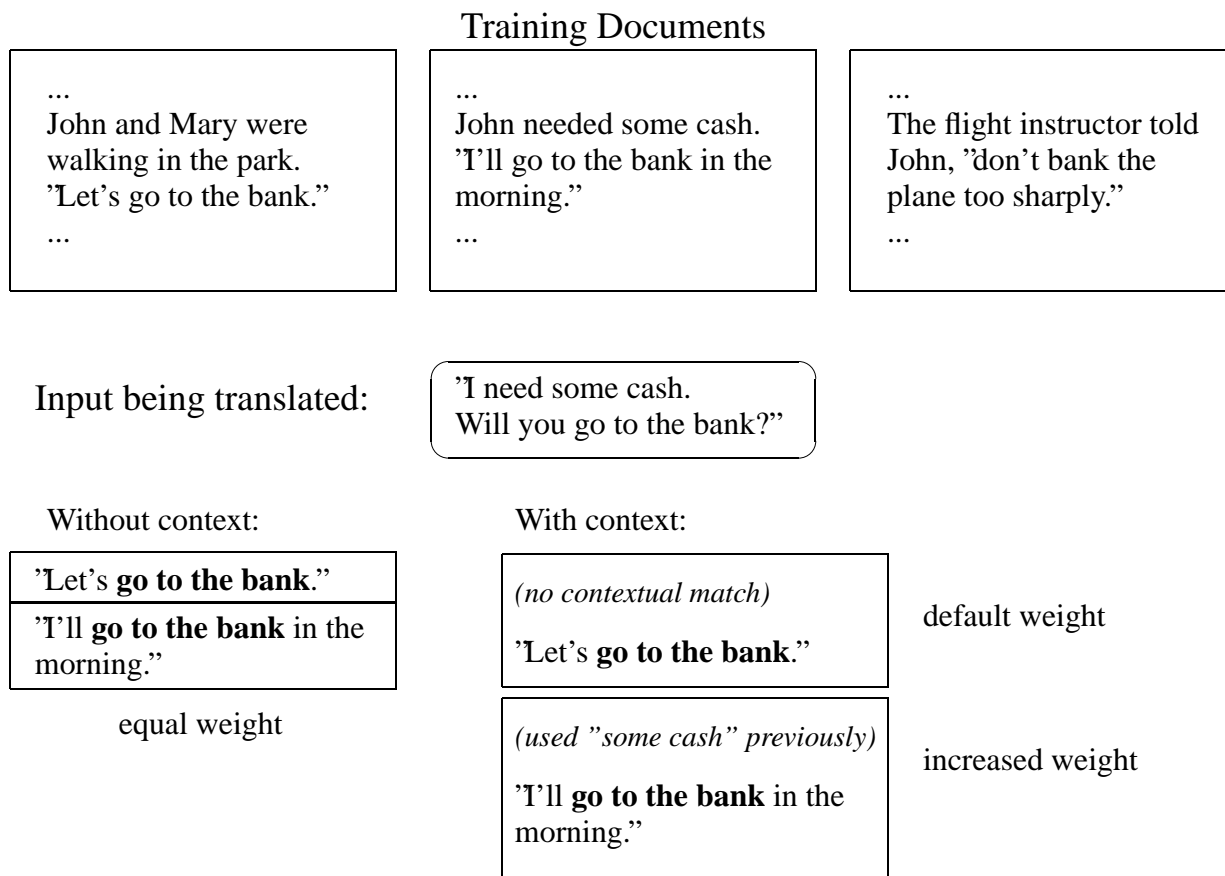 Training Documents
...
John and Mary were
walking in the park.
”Let's go to the bank.”
...
...
John needed some cash.
”I'll go to the bank in the
morning.”
...
...
The flight instructor told
John, ”don't bank the
plane too sharply.”
...
Input being translated:
”I need some cash.
Will you go to the bank?”
Without context:
”Let's go to the bank.”
”I'll go to the bank in the
morning.”
equal weight
With context:
(no contextual match)
”Let's go to the bank.”
default weight
(used ”some cash” previously)
”I'll go to the bank in the
morning.”
increased weight